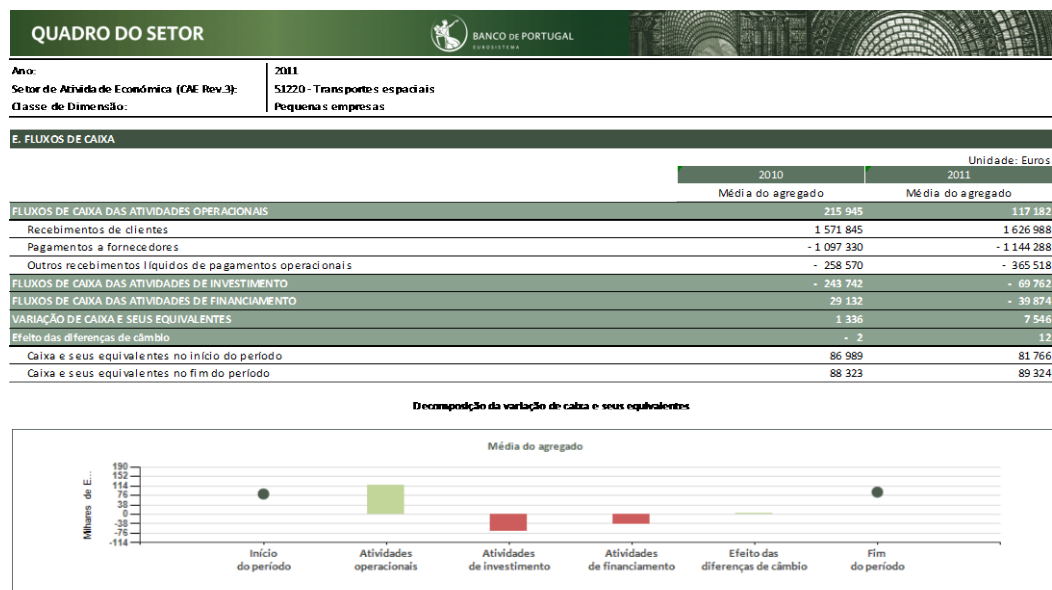 QUADRO DO SETOR
BANCO DE PORTUGAL
EUROSISTEMA
Ano: 2011
Setor de Atividade Económica (CAE Rev.3): 51220 - Transportes espaciais
Classe de Dimensão: Pequenas empresas
E. FLUXOS DE CAIXA
Unidade: Euros
2010 2011
Média do agregado Média do agregado
FLUXOS DE CAIXA DAS ATIVIDADES OPERACIONAIS 215 945 117 182
Recebimentos de clientes 1 571 845 1 626 988
Pagamentos a fornecedores - 1 097 330 - 1 144 288
Outros recebimentos líquidos de pagamentos operacionais - 258 570 - 365 518
FLUXOS DE CAIXA DAS ATIVIDADES DE INVESTIMENTO - 243 742 - 69 762
FLUXOS DE CAIXA DAS ATIVIDADES DE FINANCIAMENTO 29 132 - 39 874
VARIAÇÃO DE CAIXA E SEUS EQUIVALENTES 1 336 7 546
Efeito das diferenças de câmbio - 2 12
Caixa e seus equivalentes no início do período 86 989 81 766
Caixa e seus equivalentes no fim do período 88 323 89 324
Decomposição da variação de caixa e seus equivalentes
Média do agregado
Milhares de E...
190
152
114
76
38
0
-38
-76
-114
Início Atividades Atividades Atividades Efeito das Fim
do período operacionais de investimento de financiamento diferenças de câmbio do período